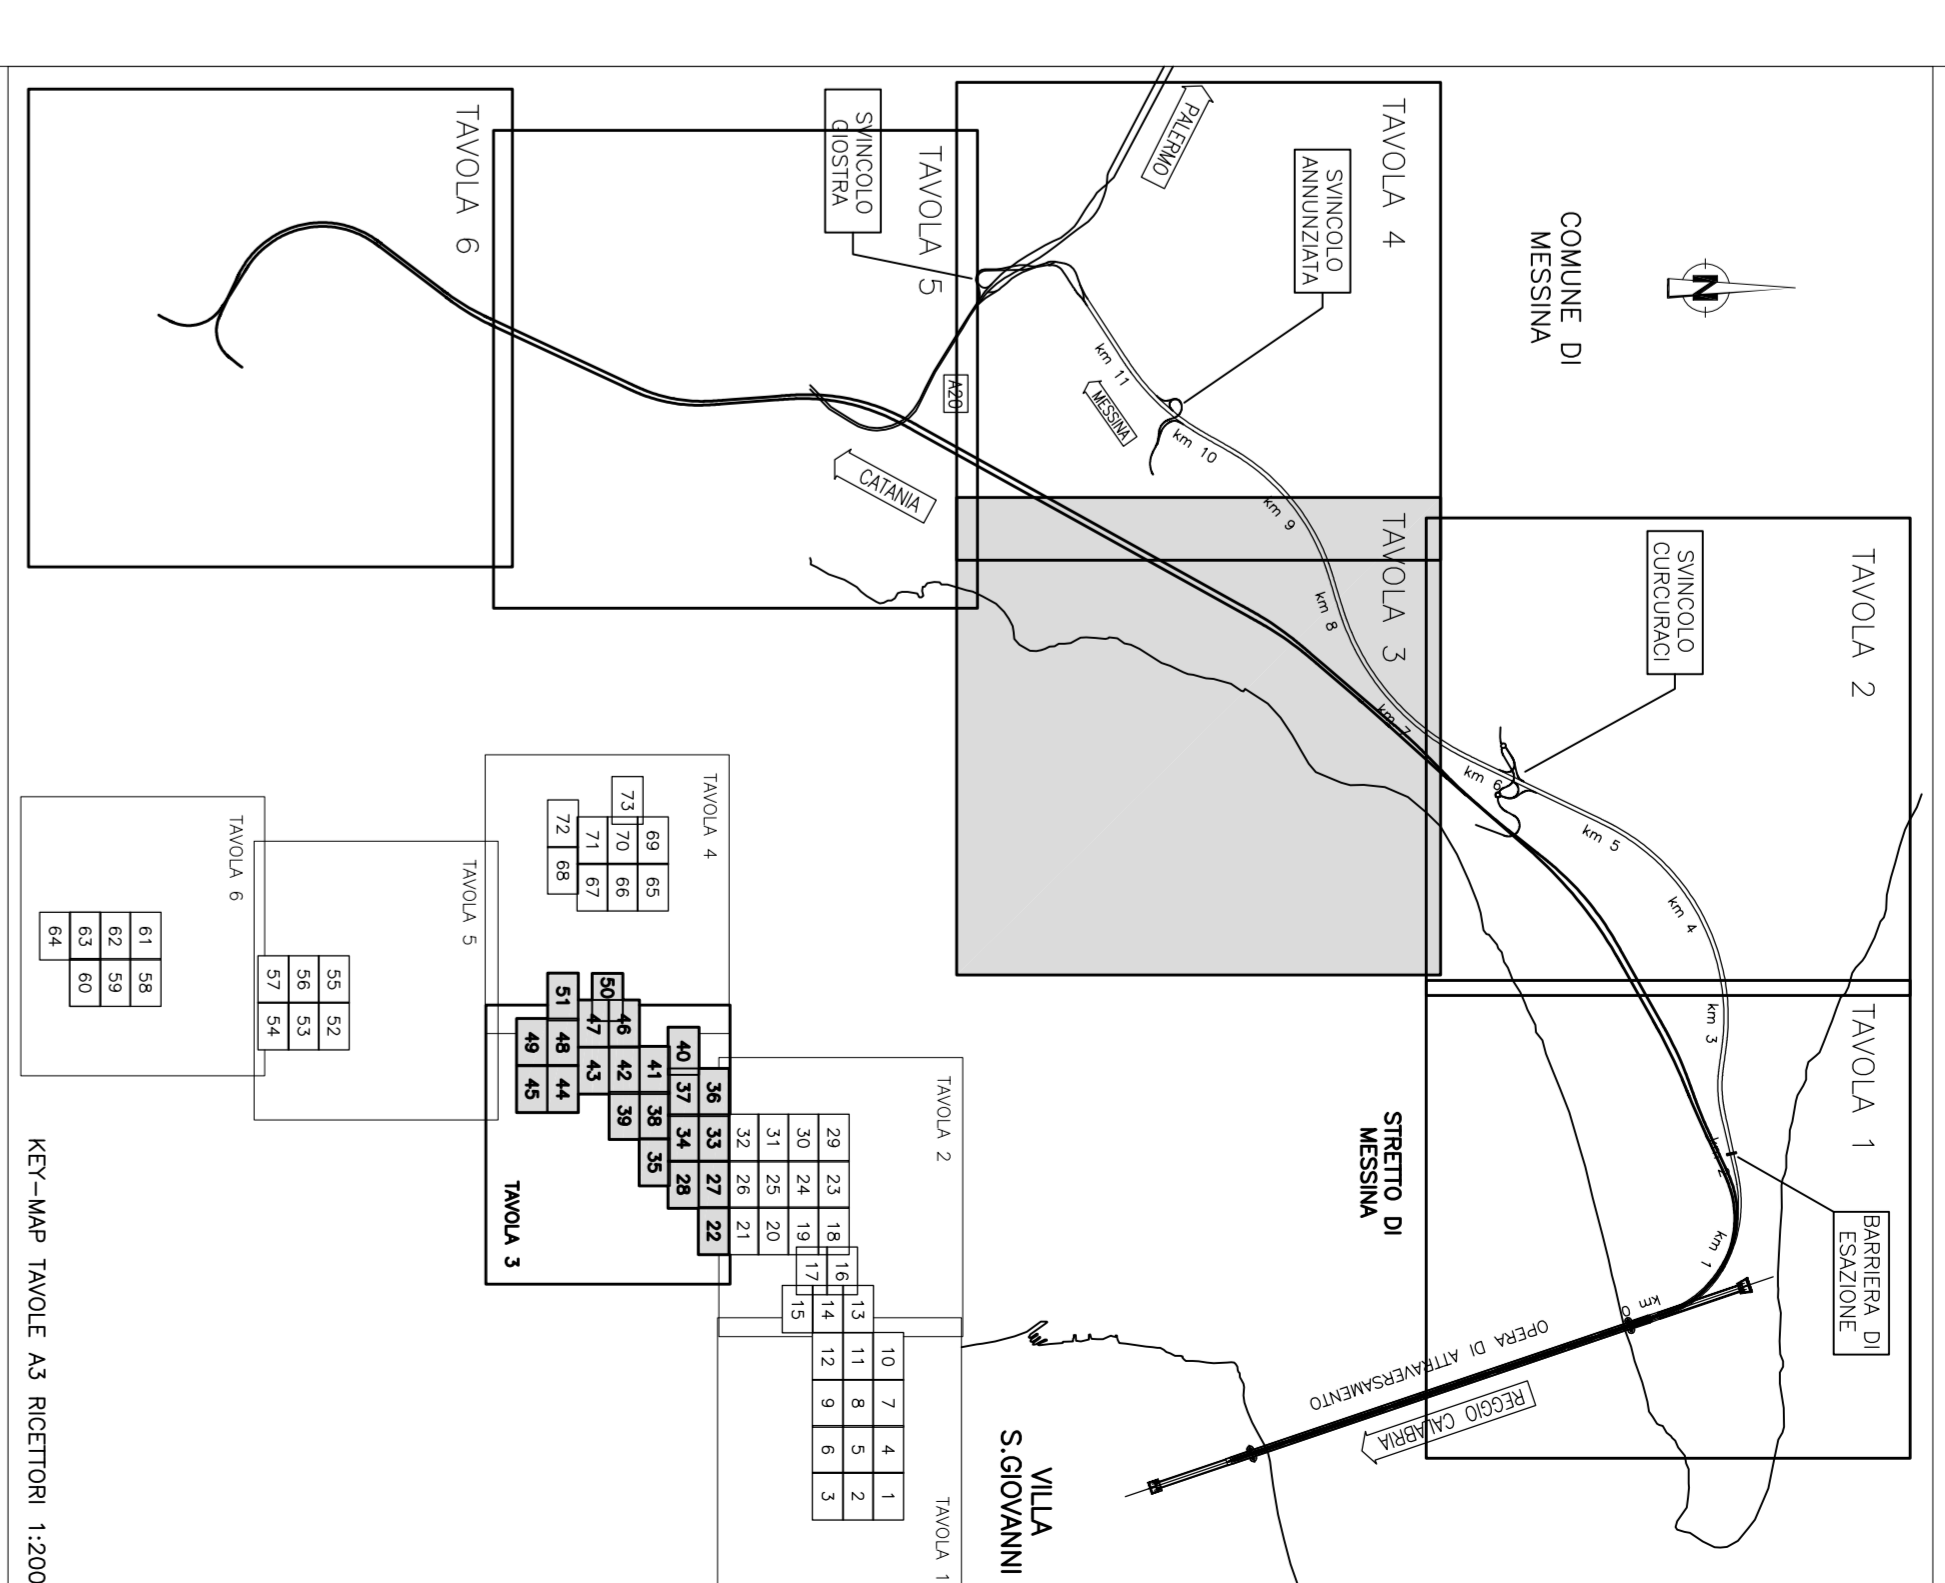 COMUNE DI
MESSINA
N
TAVOLA 4
SVINCOLO
ANNUNZIATA
PALERMO
TAVOLA 5
SVINCOLO
GIOSTRA
TAVOLA 6
A20
CATANIA
MESSINA
km 11
km 10
km 9
km 8
km 7
km 6
km 5
km 4
km 3
km 2
km 1
km 0
TAVOLA 3
TAVOLA 2
SVINCOLO
CURCURACI
TAVOLA 1
BARRIERA DI
ESAZIONE
STRETTO DI
MESSINA
OPERA DI ATTRAVERSAMENTO
REGGIO CALABRIA
VILLA
S.GIOVANNI
TAVOLA 4
73
69
65
70
66
71
67
72
68
TAVOLA 5
55
52
56
53
57
54
TAVOLA 6
61
58
62
59
63
60
64
TAVOLA 3
36
33
27
22
40
37
34
28
41
38
35
46
42
39
50
47
43
51
48
44
49
45
TAVOLA 2
29
23
18
30
24
19
31
25
20
32
26
21
16
17
TAVOLA 1
13
14
15
10
11
12
7
8
9
4
5
6
1
2
3
KEY-MAP TAVOLE A3 RICETTORI 1:200